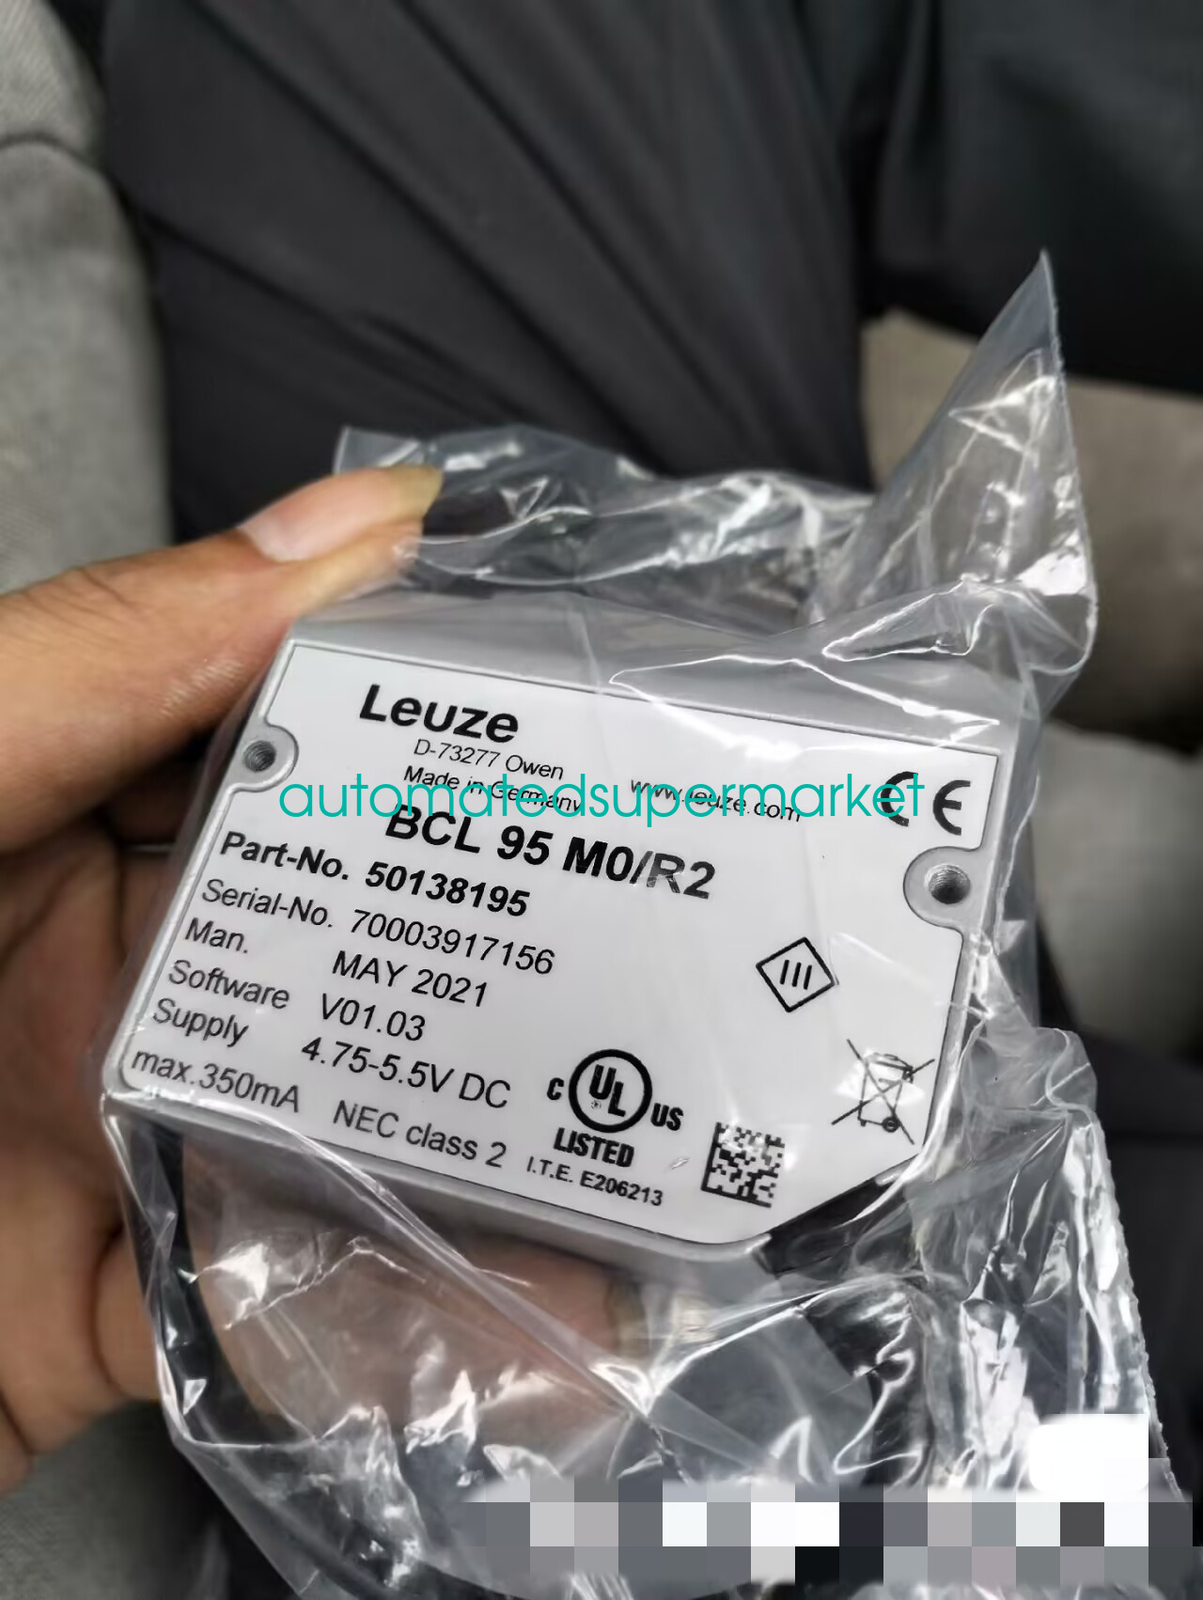 Leuze
D-73277 Owen
Made in Germany
www.leuze.com
automatedsupermarket
CE CE
BCL 95 M0/R2
Part-No. 50138195
Serial-No. 70003917156
Man. MAY 2021
Software V01.03
Supply 4.75-5.5V DC
max.350mA NEC class 2
C UL US
LISTED
I.T.E. E206213